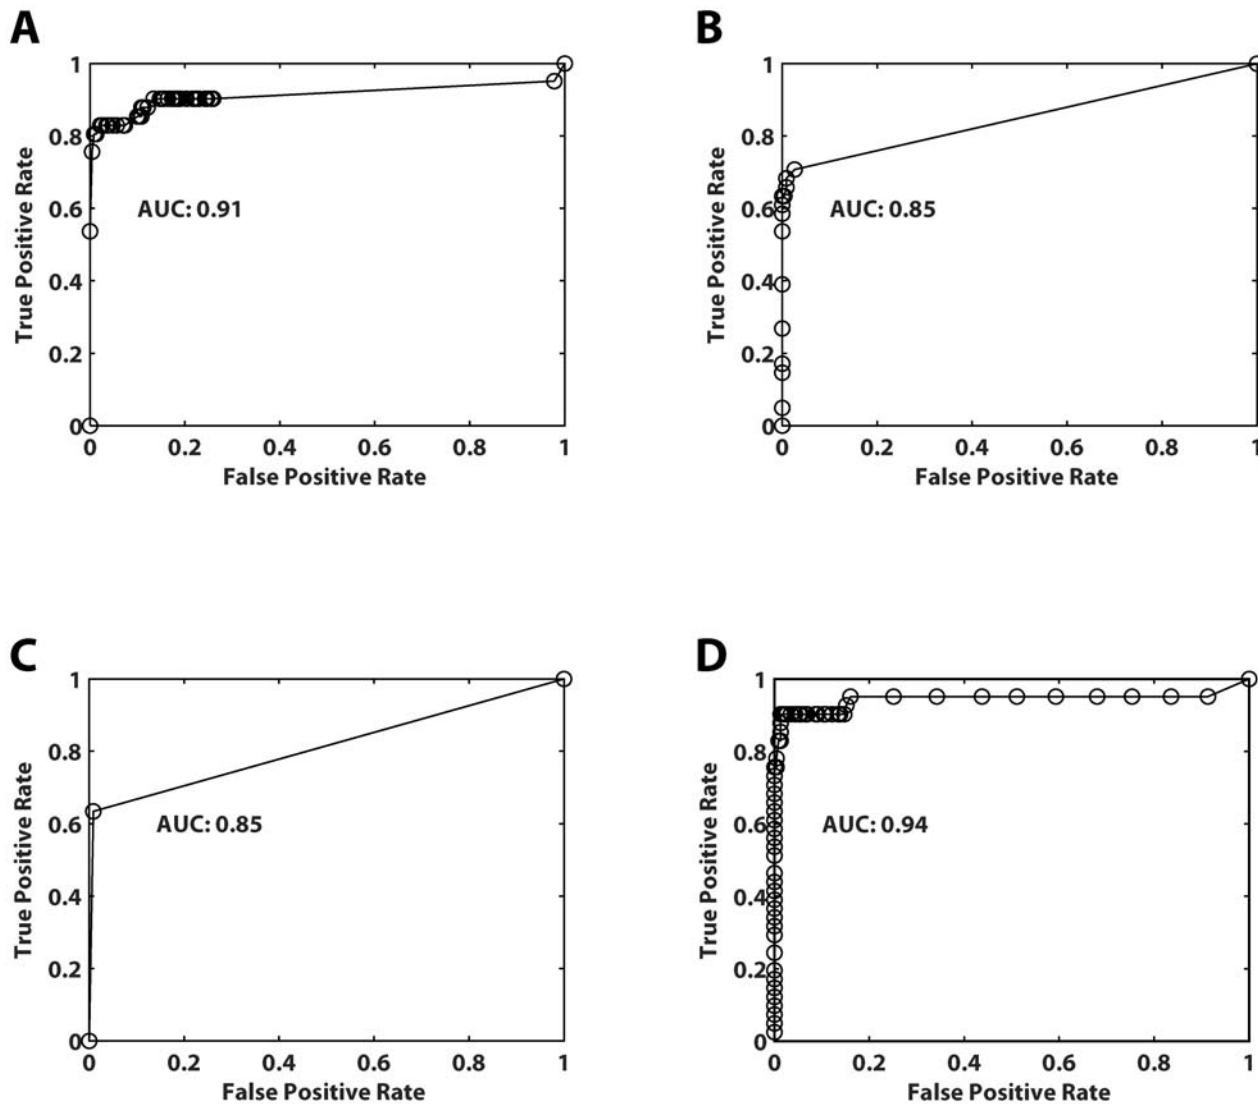 A
1
0.8
0.6
0.4
0.2
0
True Positive Rate
AUC: 0.91
0 0.2 0.4 0.6 0.8 1
False Positive Rate
B
1
0.8
0.6
0.4
0.2
0
True Positive Rate
AUC: 0.85
0 0.2 0.4 0.6 0.8 1
False Positive Rate
C
1
0.8
0.6
0.4
0.2
0
True Positive Rate
AUC: 0.85
0 0.2 0.4 0.6 0.8 1
False Positive Rate
D
1
0.8
0.6
0.4
0.2
0
True Positive Rate
AUC: 0.94
0 0.2 0.4 0.6 0.8 1
False Positive Rate